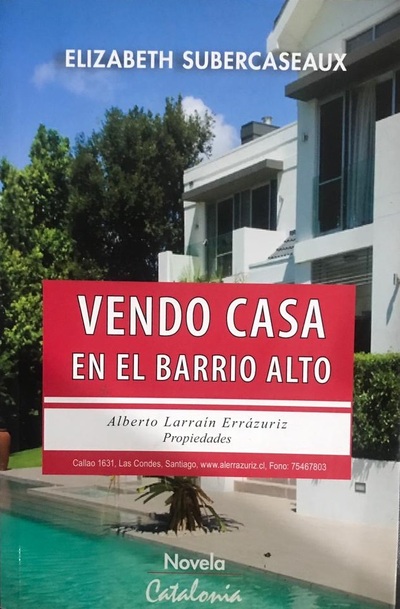 ELIZABETH SUBERCASEAUX
VENDO CASA
EN EL BARRIO ALTO
Alberto Larraín Errázuriz
Propiedades
Callao 1631, Las Condes, Santiago, www.alerrazuriz.cl, Fono: 75467803
Novela
Catalonia